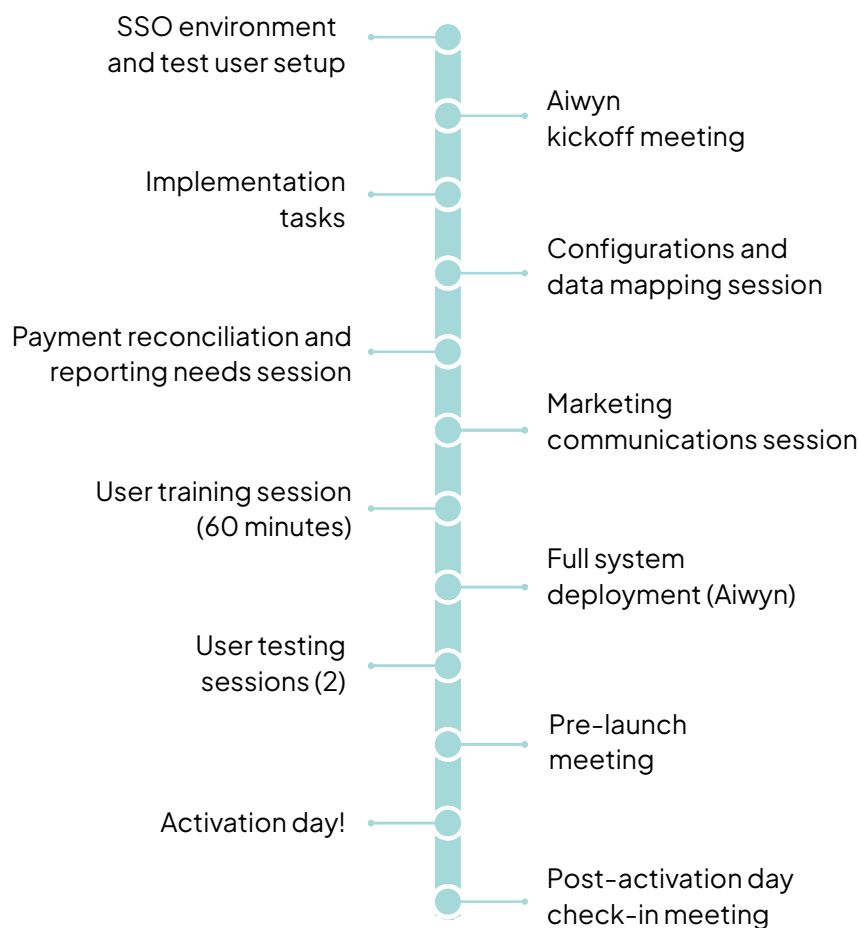 SSO environment
and test user setup
Aiwyn
kickoff meeting
Implementation
tasks
Configurations and
data mapping session
Payment reconciliation and
reporting needs session
Marketing
communications session
User training session
(60 minutes)
Full system
deployment (Aiwyn)
User testing
sessions (2)
Pre-launch
meeting
Activation day!
Post-activation day
check-in meeting